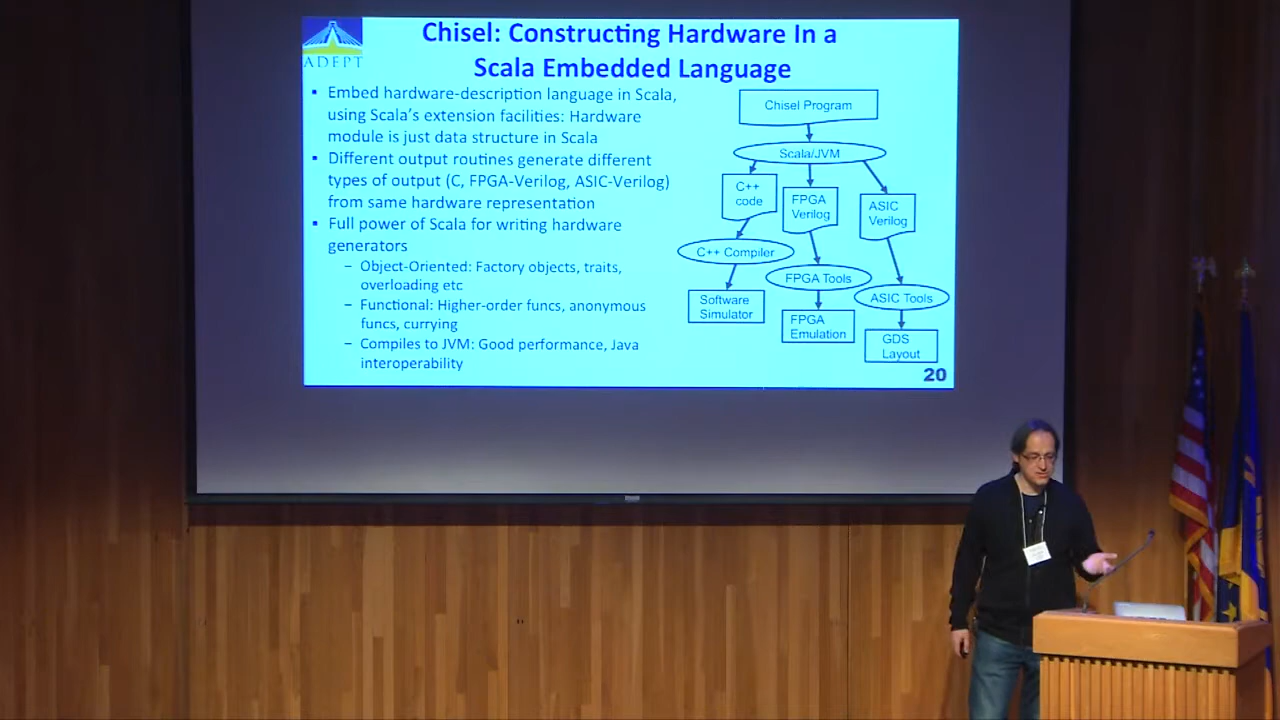 ADEPT
Chisel: Constructing Hardware In a
Scala Embedded Language
▪ Embed hardware-description language in Scala,
using Scala's extension facilities: Hardware
module is just data structure in Scala
▪ Different output routines generate different
types of output (C, FPGA-Verilog, ASIC-Verilog)
from same hardware representation
▪ Full power of Scala for writing hardware
generators
– Object-Oriented: Factory objects, traits,
overloading etc
– Functional: Higher-order funcs, anonymous
funcs, currying
– Compiles to JVM: Good performance, Java
interoperability
Chisel Program
Scala/JVM
C++
code
FPGA
Verilog
ASIC
Verilog
C++ Compiler
FPGA Tools
ASIC Tools
Software
Simulator
FPGA
Emulation
GDS
Layout
20